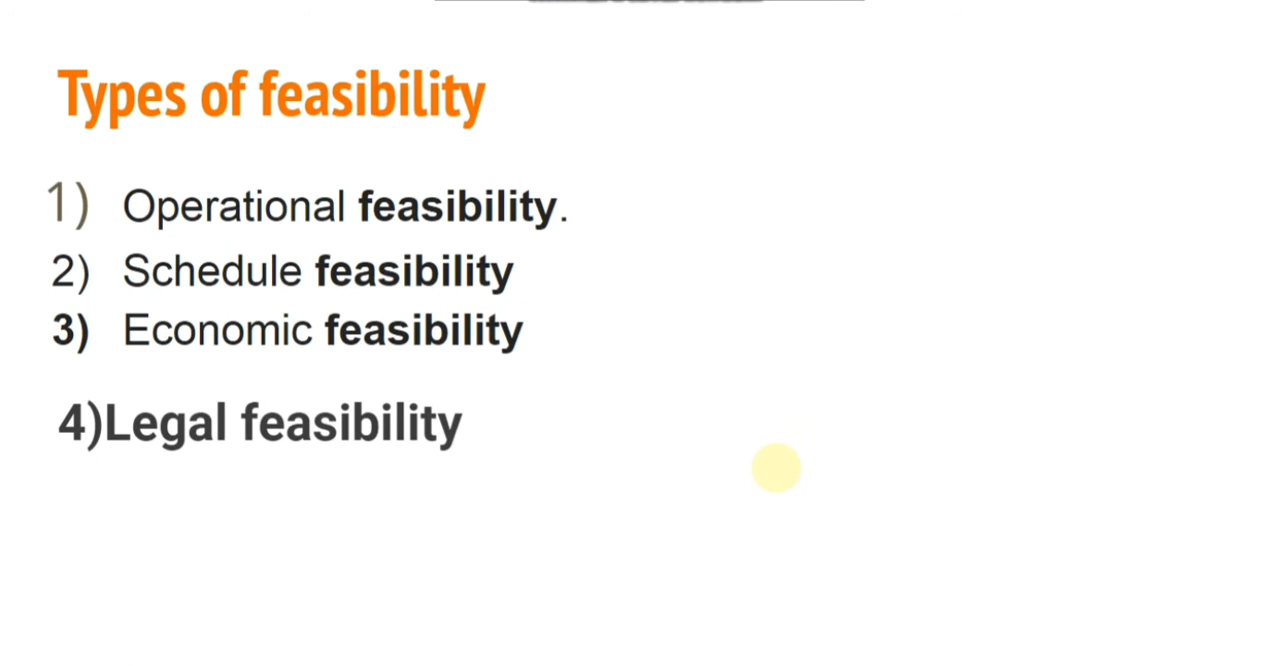 Types of feasibility
1) Operational feasibility.
2) Schedule feasibility
3) Economic feasibility
4)Legal feasibility